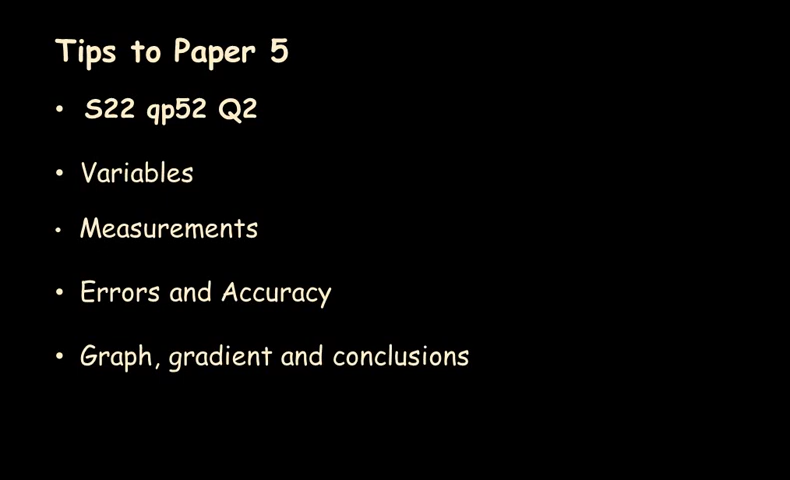 Tips to Paper 5
• S22 qp52 Q2
• Variables
• Measurements
• Errors and Accuracy
• Graph, gradient and conclusions